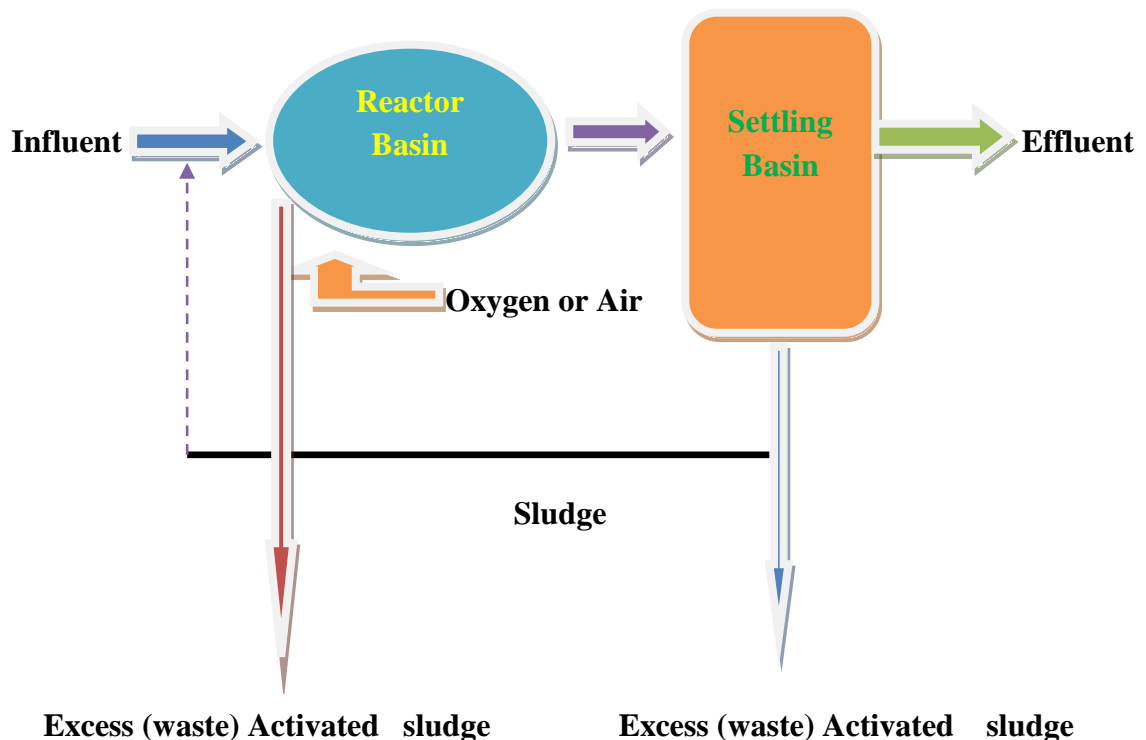 Reactor
Basin
Settling
Basin
Influent
Effluent
Oxygen or Air
Sludge
Excess (waste) Activated sludge
Excess (waste) Activated sludge